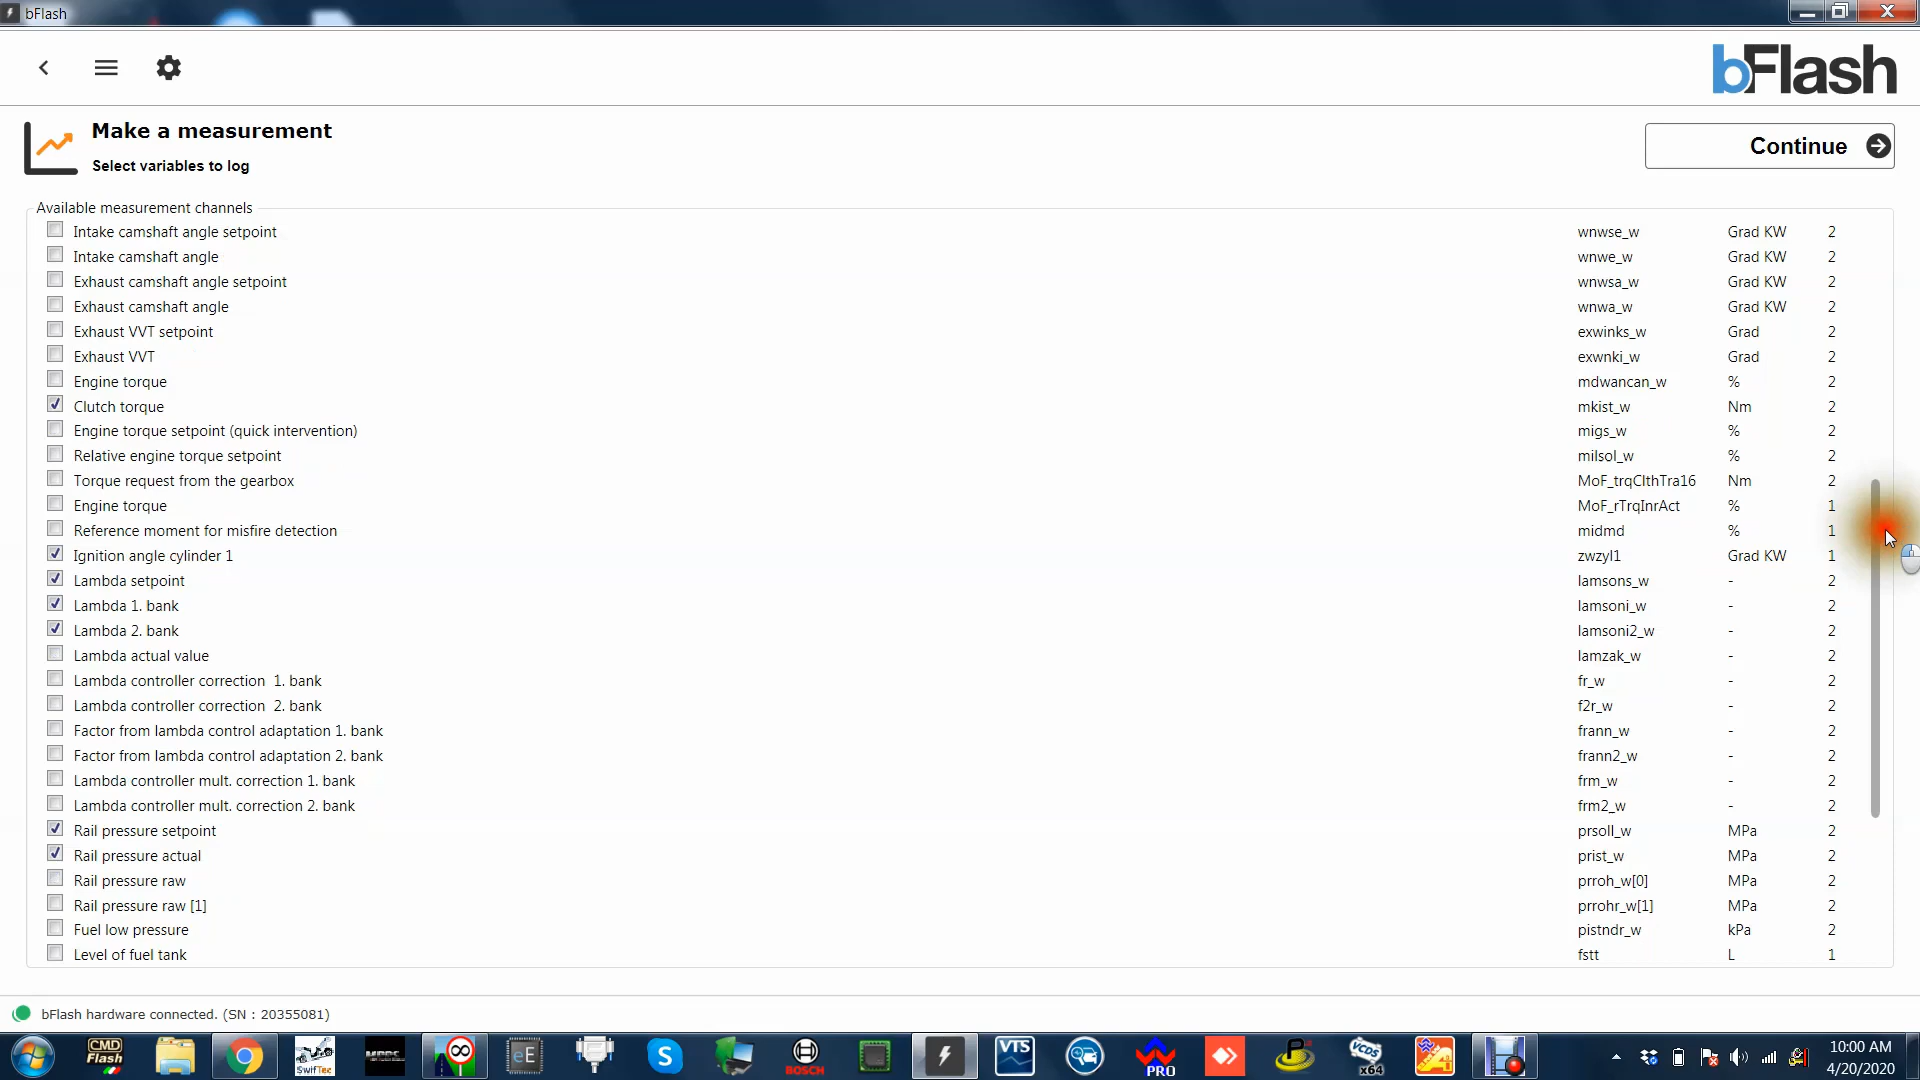 bFlash
bFlash
Make a measurement
Select variables to log
Continue
Available measurement channels
Intake camshaft angle setpoint wnwse_w Grad KW 2
Intake camshaft angle wnwe_w Grad KW 2
Exhaust camshaft angle setpoint wnwsa_w Grad KW 2
Exhaust camshaft angle wnwa_w Grad KW 2
Exhaust VVT setpoint exwinks_w Grad 2
Exhaust VVT exwnki_w Grad 2
Engine torque mdwancan_w % 2
Clutch torque mkist_w Nm 2
Engine torque setpoint (quick intervention) migs_w % 2
Relative engine torque setpoint milsol_w % 2
Torque request from the gearbox MoF_trqClthTra16 Nm 2
Engine torque MoF_rTrqInrAct % 1
Reference moment for misfire detection midmd % 1
Ignition angle cylinder 1 zwzyl1 Grad KW 1
Lambda setpoint lamsons_w - 2
Lambda 1. bank lamsoni_w - 2
Lambda 2. bank lamsoni2_w - 2
Lambda actual value lamzak_w - 2
Lambda controller correction 1. bank fr_w - 2
Lambda controller correction 2. bank f2r_w - 2
Factor from lambda control adaptation 1. bank frann_w - 2
Factor from lambda control adaptation 2. bank frann2_w - 2
Lambda controller mult. correction 1. bank frm_w - 2
Lambda controller mult. correction 2. bank frm2_w - 2
Rail pressure setpoint prsoll_w MPa 2
Rail pressure actual prist_w MPa 2
Rail pressure raw prroh_w[0] MPa 2
Rail pressure raw [1] prrohr_w[1] MPa 2
Fuel low pressure pistndr_w kPa 2
Level of fuel tank fstt L 1
bFlash hardware connected. (SN : 20355081)
CMD Flash
SwifTec
eE
S
BOSCH
VTS
PRO
VCDS x64
10:00 AM
4/20/2020